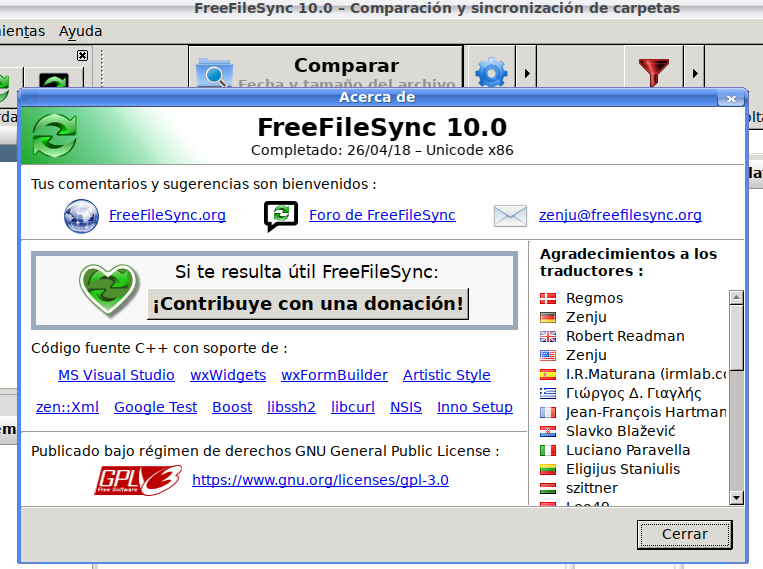 FreeFileSync 10.0 – Comparación y sincronización de carpetas
Ayuda
Comparar
Fecha y tamaño del archivo
Acerca de
FreeFileSync 10.0
Completado: 26/04/18 – Unicode x86
Tus comentarios y sugerencias son bienvenidos :
FreeFileSync.org
Foro de FreeFileSync
zenju@freefilesync.org
Si te resulta útil FreeFileSync:
¡Contribuye con una donación!
Código fuente C++ con soporte de :
MS Visual Studio wxWidgets wxFormBuilder Artistic Style
zen::Xml Google Test Boost libssh2 libcurl NSIS Inno Setup
Publicado bajo régimen de derechos GNU General Public License :
GPLv3
Free Software
https://www.gnu.org/licenses/gpl-3.0
Agradecimientos a los
traductores :
Regmos
Zenju
Robert Readman
Zenju
I.R.Maturana (irmlab.co
Γιώργος Δ. Γιαγλής
Jean-François Hartman
Slavko Blažević
Luciano Paravella
Eligijus Staniulis
szittner
Cerrar